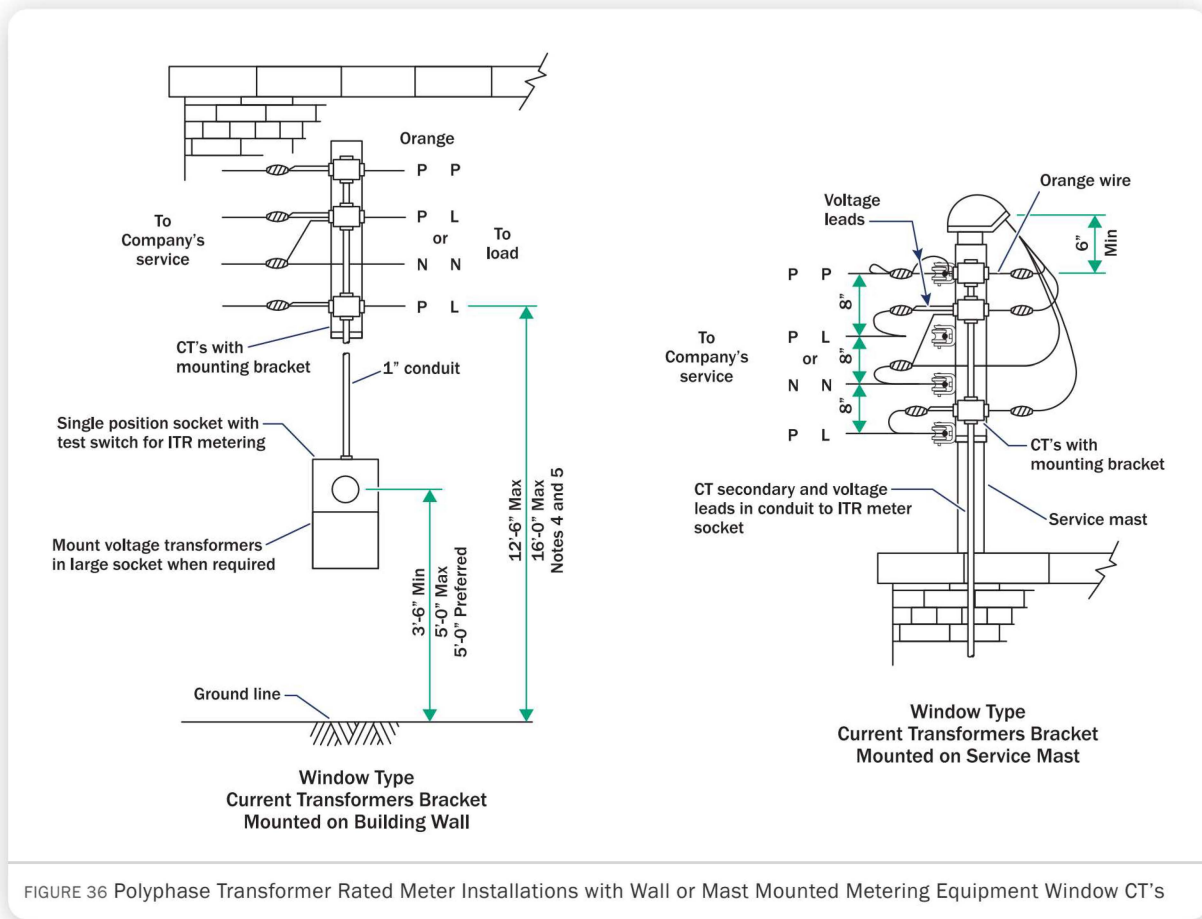 Orange
P P
To
Company's
service
P L
or
N N
To
load
P L
CT's with
mounting bracket
1" conduit
Single position socket with
test switch for ITR metering
Mount voltage transformers
in large socket when required
3'-6" Min
5'-0" Max
5'-0" Preferred
12'-6" Max
16'-0" Max
Notes 4 and 5
Ground line
Window Type
Current Transformers Bracket
Mounted on Building Wall
Voltage
leads
Orange wire
6"
Min
P P
8"
To
Company's
service
P L
or
8"
N N
8"
P L
CT's with
mounting bracket
CT secondary and voltage
leads in conduit to ITR meter
socket
Service mast
Window Type
Current Transformers Bracket
Mounted on Service Mast
FIGURE 36 Polyphase Transformer Rated Meter Installations with Wall or Mast Mounted Metering Equipment Window CT's